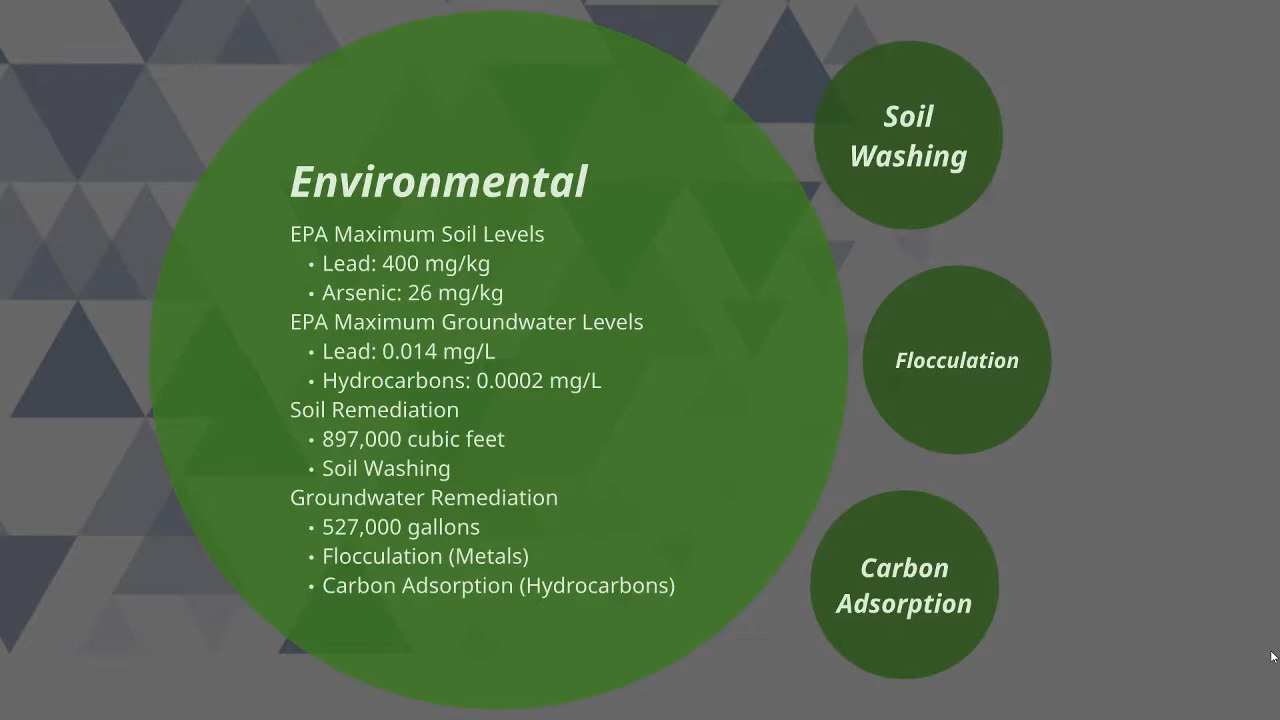 Environmental
EPA Maximum Soil Levels
• Lead: 400 mg/kg
• Arsenic: 26 mg/kg
EPA Maximum Groundwater Levels
• Lead: 0.014 mg/L
• Hydrocarbons: 0.0002 mg/L
Soil Remediation
• 897,000 cubic feet
• Soil Washing
Groundwater Remediation
• 527,000 gallons
• Flocculation (Metals)
• Carbon Adsorption (Hydrocarbons)
Soil
Washing
Flocculation
Carbon
Adsorption